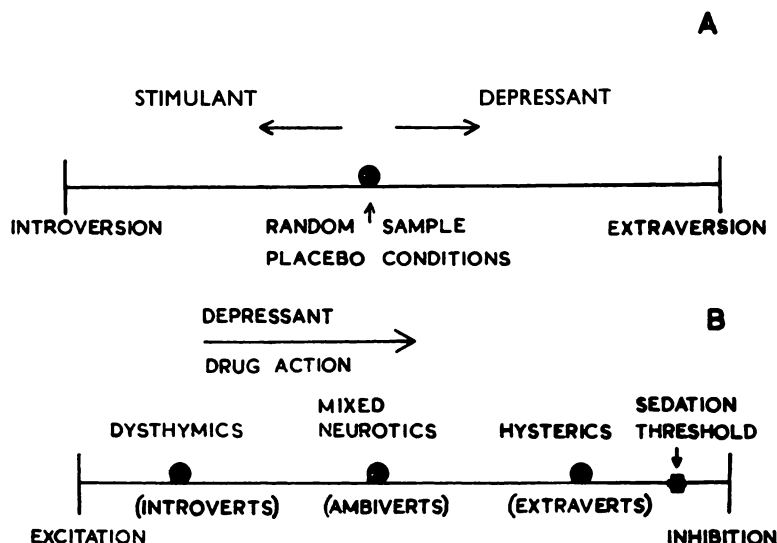 A
STIMULANT
DEPRESSANT
INTROVERSION
RANDOM SAMPLE
EXTRAVERSION
PLACEBO CONDITIONS
B
DEPRESSANT
DRUG ACTION
MIXED
SEDATION
DYSTHYMICS
NEUROTICS
HYSTERICS
THRESHOLD
(INTROVERTS)
(AMBIVERTS)
(EXTRAVERTS)
EXCITATION
INHIBITION